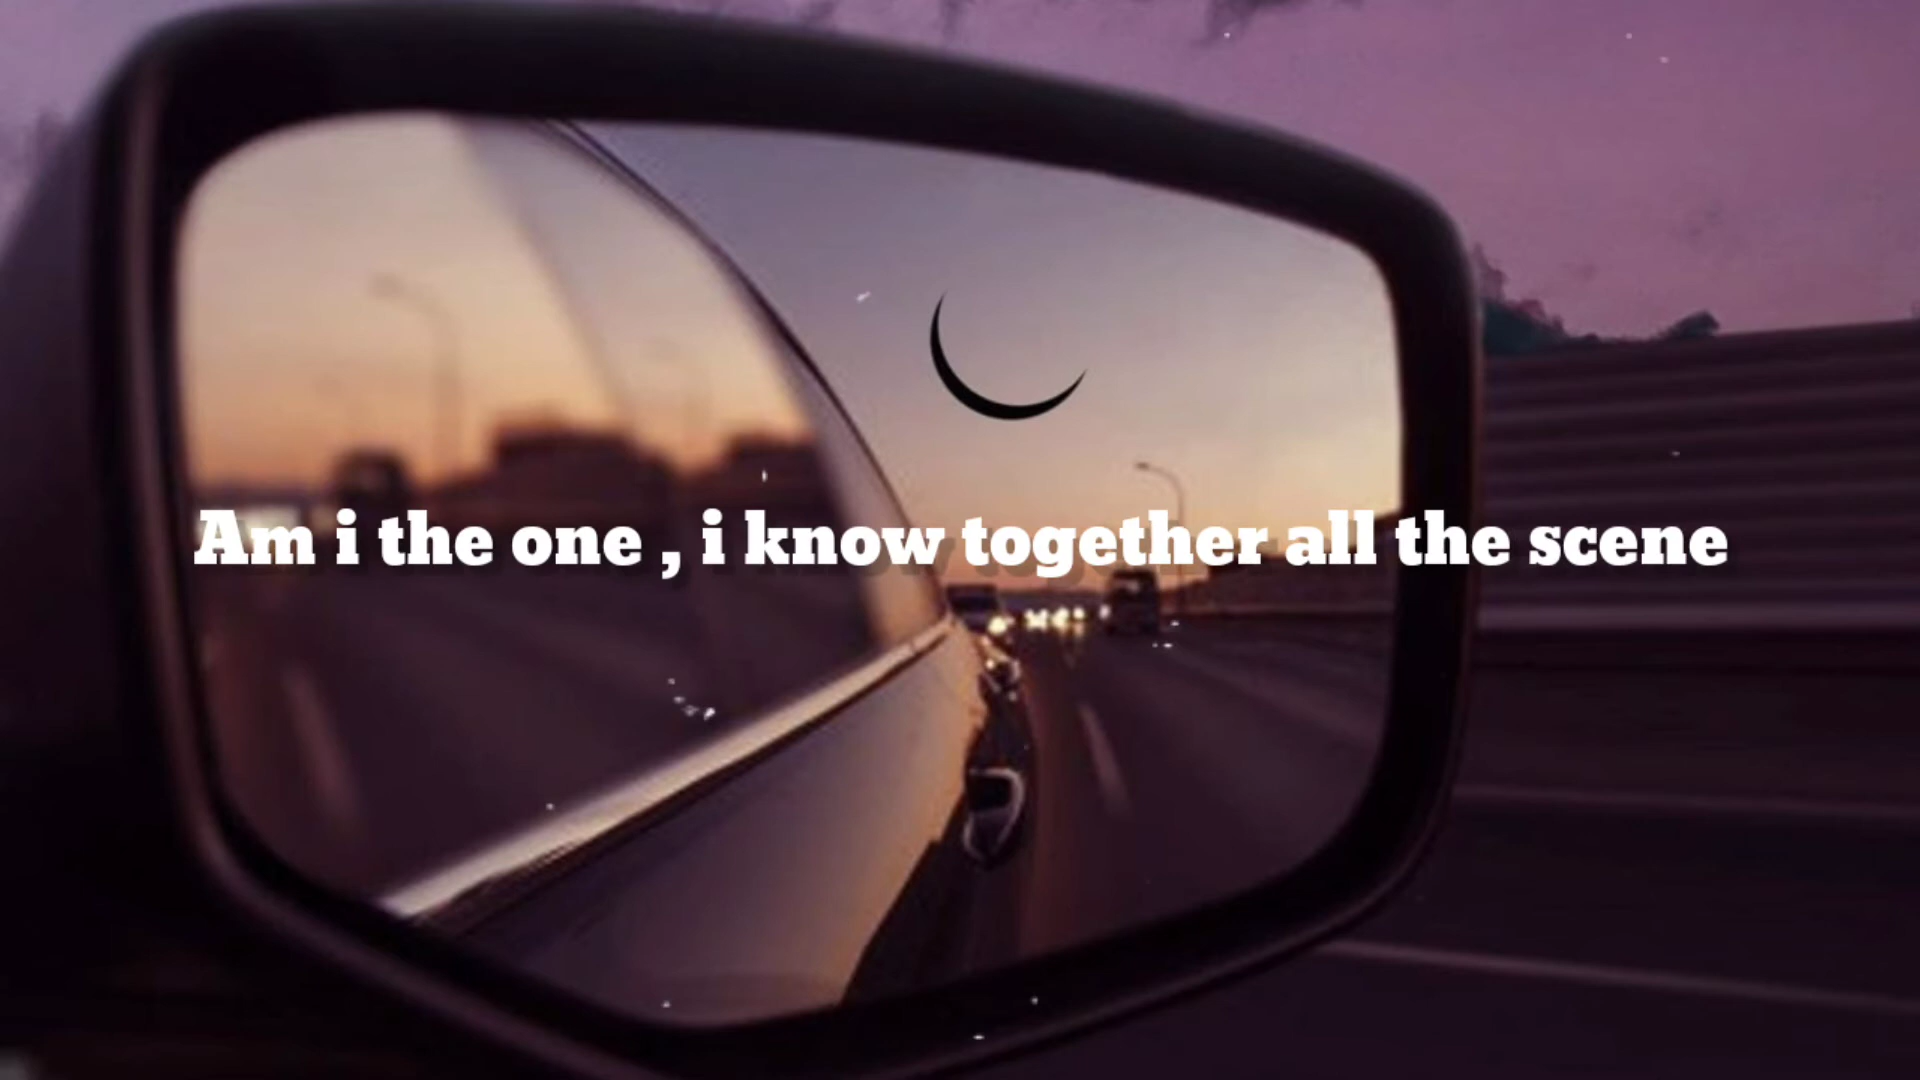 Am i the one , i know together all the scene